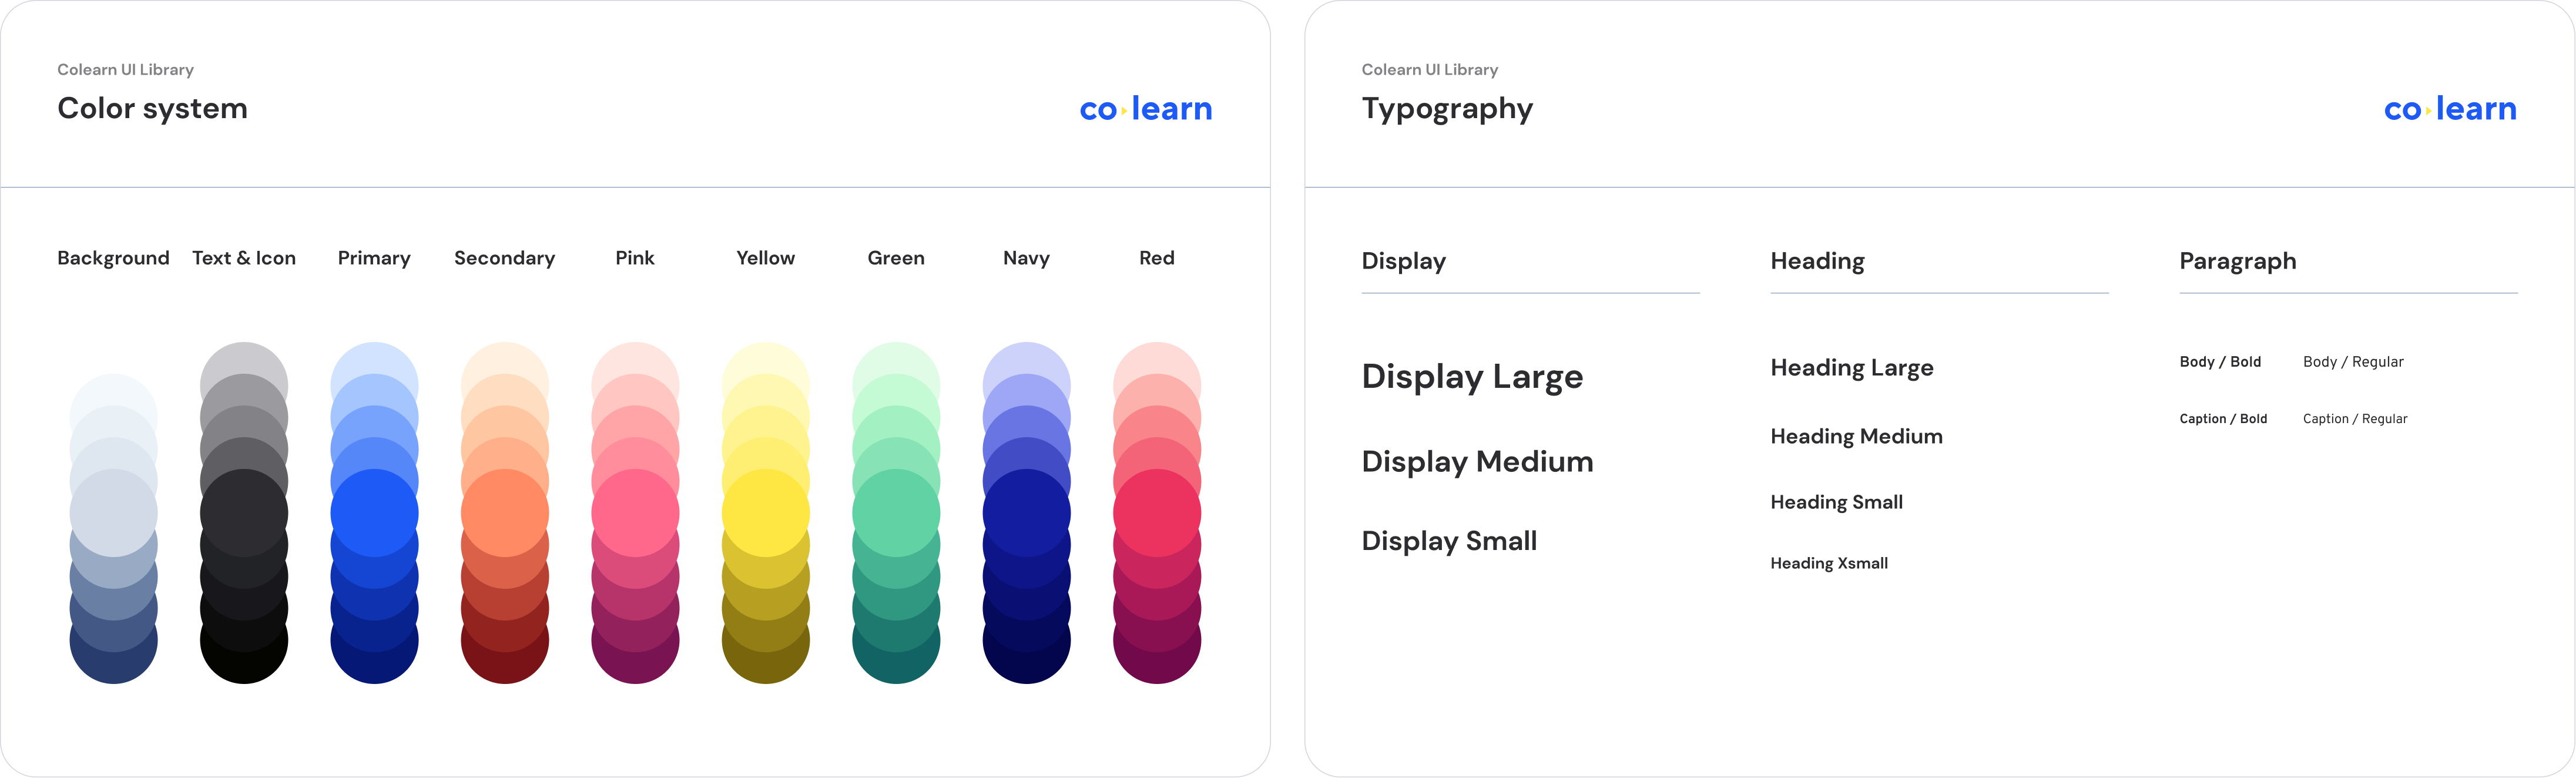 Colearn UI Library
Color system
co learn
Background Text & Icon Primary Secondary Pink Yellow Green Navy Red
Colearn UI Library
Typography
co learn
Display
Display Large
Display Medium
Display Small
Heading
Heading Large
Heading Medium
Heading Small
Heading Xsmall
Paragraph
Body / Bold Body / Regular
Caption / Bold Caption / Regular